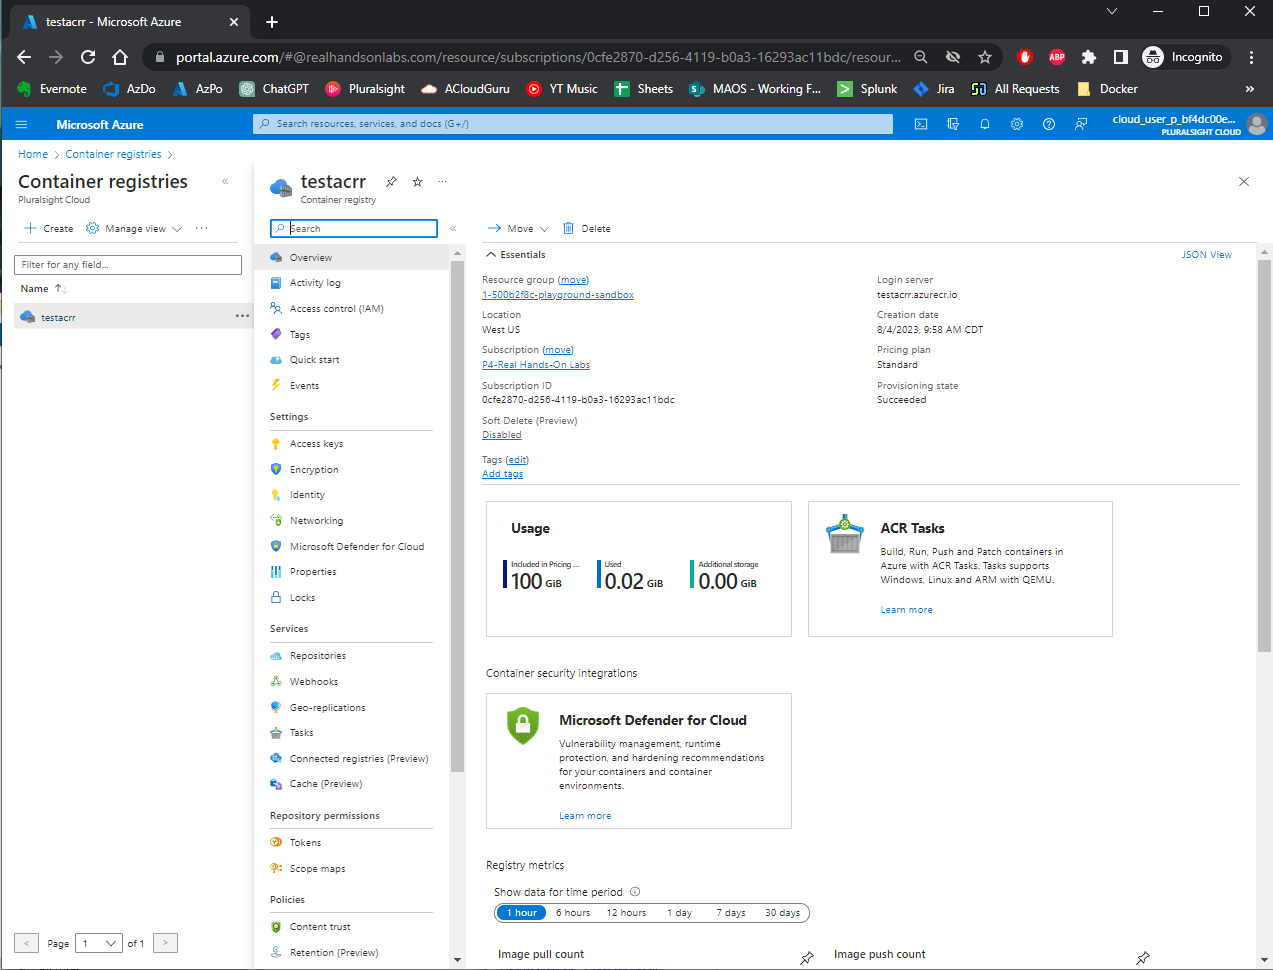 testacrr - Microsoft Azure
portal.azure.com/#@realhandsonlabs.com/resource/subscriptions/0cfe2870-d256-4119-b0a3-16293ac11bdc/resour...
ABP
Incognito
Evernote
AzDo
AzPo
ChatGPT
Pluralsight
ACloudGuru
YT Music
Sheets
MAOS - Working F...
Splunk
Jira
All Requests
Docker
»
Microsoft Azure
Search resources, services, and docs (G+/)
cloud_user_p_bf4dc00e...
PLURALSIGHT CLOUD
Home > Container registries >
Container registries
«
Pluralsight Cloud
Create
Manage view
...
Filter for any field...
Name ↑↓
testacrr
...
< Page 1 of 1 >
testacrr
...
Container registry
Search
«
Overview
Activity log
Access control (IAM)
Tags
Quick start
Events
Settings
Access keys
Encryption
Identity
Networking
Microsoft Defender for Cloud
Properties
Locks
Services
Repositories
Webhooks
Geo-replications
Tasks
Connected registries (Preview)
Cache (Preview)
Repository permissions
Tokens
Scope maps
Policies
Content trust
Retention (Preview)
Move
Delete
Essentials
JSON View
Resource group (move)
1-500b2f8c-playground-sandbox
Location
West US
Subscription (move)
P4-Real Hands-On Labs
Subscription ID
0cfe2870-d256-4119-b0a3-16293ac11bdc
Soft Delete (Preview)
Disabled
Tags (edit)
Add tags
Login server
testacrr.azurecr.io
Creation date
8/4/2023, 9:58 AM CDT
Pricing plan
Standard
Provisioning state
Succeeded
Usage
Included in Pricing ...
100 GiB
Used
0.02 GiB
Additional storage
0.00 GiB
ACR Tasks
Build, Run, Push and Patch containers in
Azure with ACR Tasks. Tasks supports
Windows, Linux and ARM with QEMU.
Learn more
Container security integrations
Microsoft Defender for Cloud
Vulnerability management, runtime
protection, and hardening recommendations
for your containers and container
environments.
Learn more
Registry metrics
Show data for time period
1 hour
6 hours
12 hours
1 day
7 days
30 days
Image pull count
Image push count